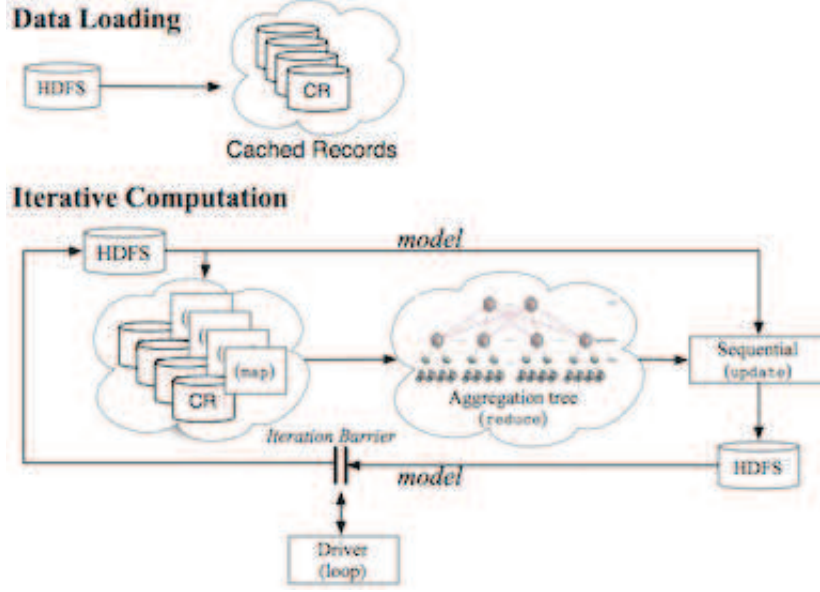 Data Loading
HDFS
CR
Cached Records
Iterative Computation
HDFS
model
(
(
(
(map)
CR
Aggregation tree
(reduce)
Sequential
(update)
Iteration Barrier
model
HDFS
Driver
(loop)